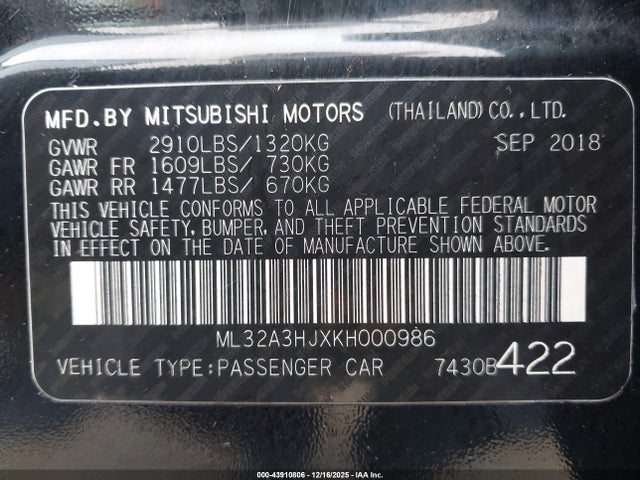 MFD.BY MITSUBISHI MOTORS (THAILAND)CO.,LTD.
GVWR 2910LBS/1320KG SEP 2018
GAWR FR 1609LBS/ 730KG
GAWR RR 1477LBS/ 670KG
THIS VEHICLE CONFORMS TO ALL APPLICABLE FEDERAL MOTOR
VEHICLE SAFETY, BUMPER, AND THEFT PREVENTION STANDARDS
IN EFFECT ON THE DATE OF MANUFACTURE SHOWN ABOVE.
ML32A3HJXKH000986
VEHICLE TYPE:PASSENGER CAR 7430B422
000-43910806 - 12/16/2025 - IAA Inc.